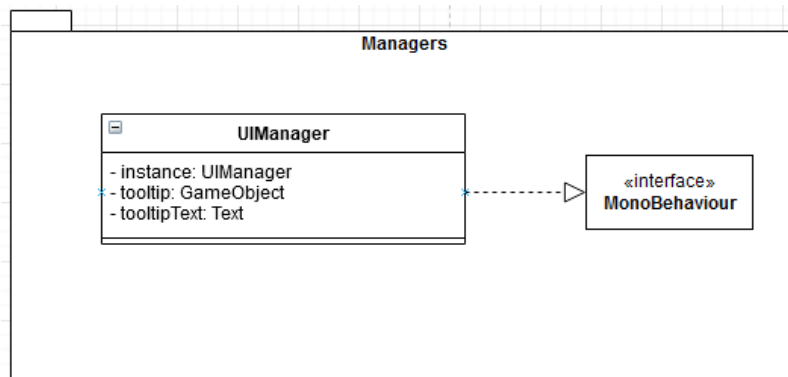 Managers
UIManager
- instance: UIManager
- tooltip: GameObject
- tooltipText: Text
«interface»
MonoBehaviour